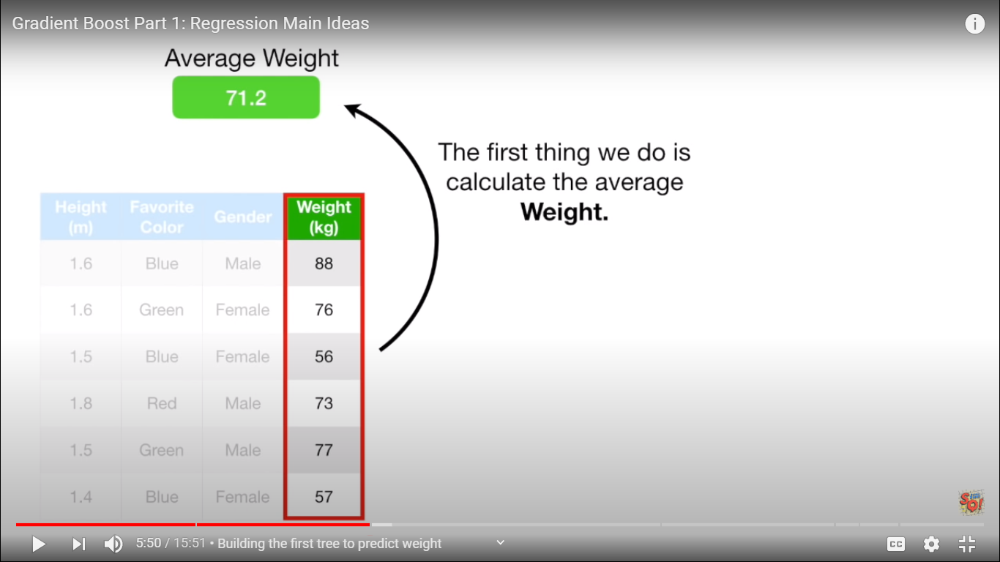 Gradient Boost Part 1: Regression Main Ideas
Average Weight
71.2
The first thing we do is
calculate the average
Weight.
Height (m) Favorite Color Gender Weight (kg)
1.6 Blue Male 88
1.6 Green Female 76
1.5 Blue Female 56
1.8 Red Male 73
1.5 Green Male 77
1.4 Blue Female 57
SQ!
5:50 / 15:51 • Building the first tree to predict weight
CC